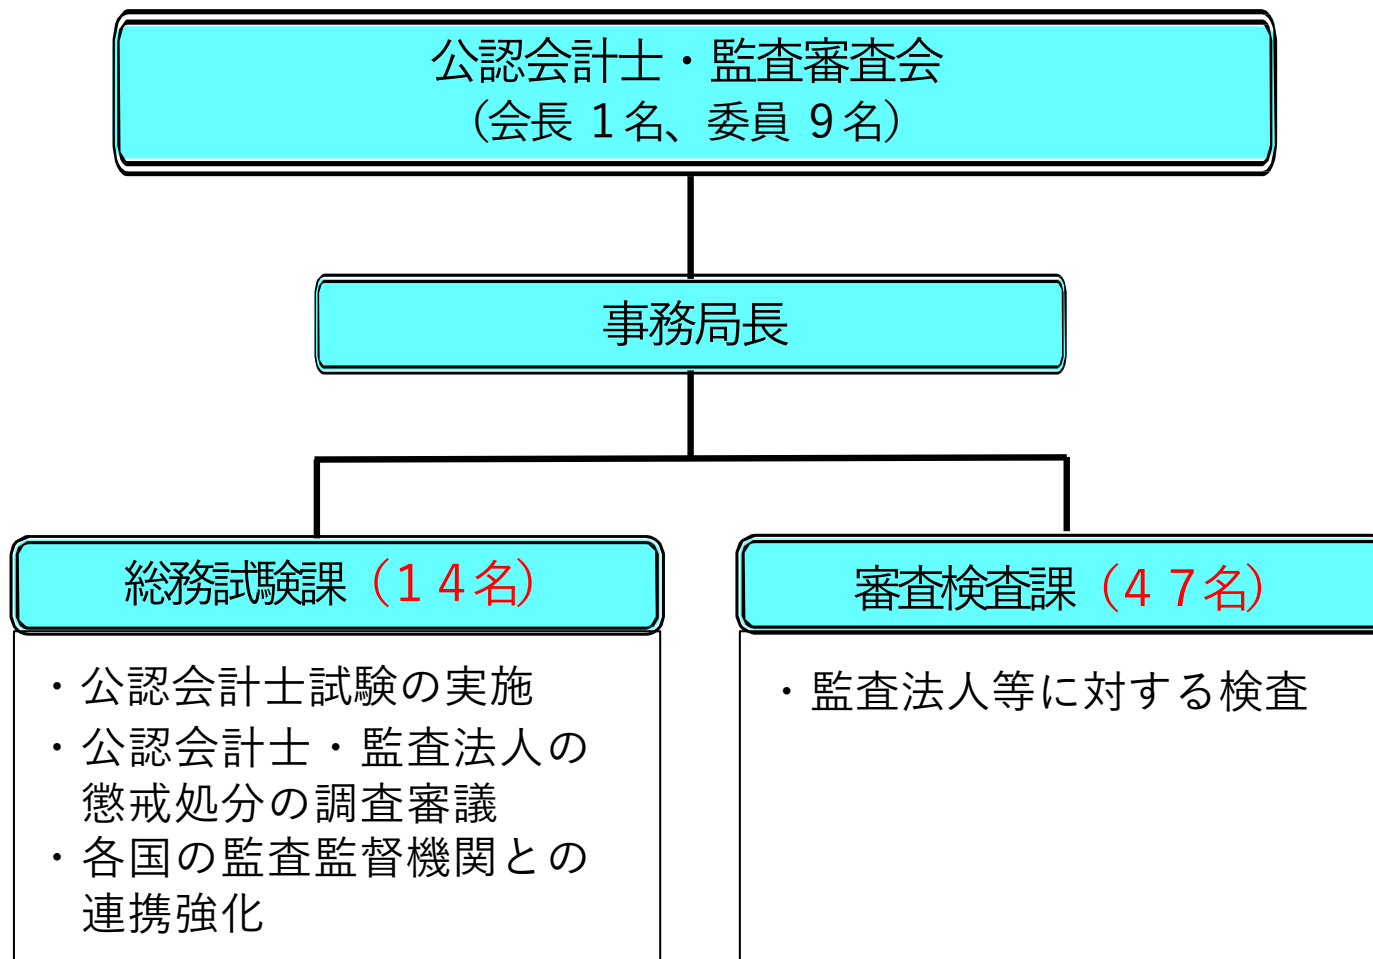 公認会計士・監査審査会
（会長 1名、委員 9名）
事務局長
総務試験課（１４名）
・公認会計士試験の実施
・公認会計士・監査法人の
懲戒処分の調査審議
・各国の監査監督機関との
連携強化
審査検査課（４７名）
・監査法人等に対する検査